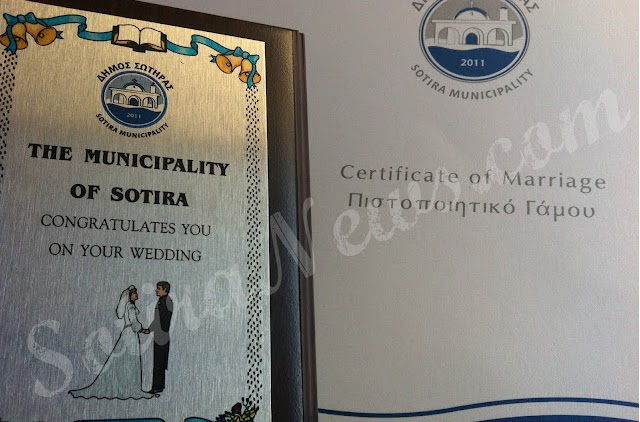 ΔΗΜΟΣ ΣΩΤΗΡΑΣ
2011
SOTIRA MUNICIPALITY
THE MUNICIPALITY
OF SOTIRA
CONGRATULATES YOU
ON YOUR WEDDING
2011
SOTIRA MUNICIPALITY
Certificate of Marriage
Πιστοποιητικό Γάμου
SotiraNews.com